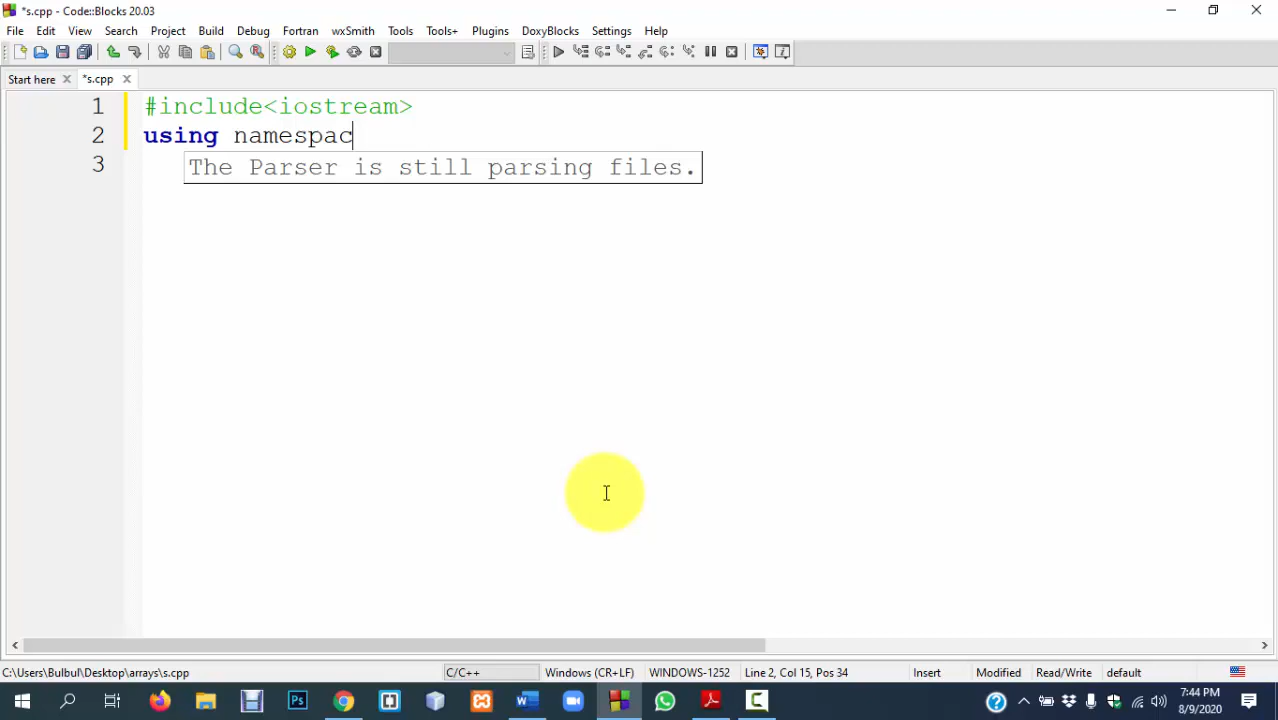 *s.cpp - Code::Blocks 20.03
File Edit View Search Project Build Debug Fortran wxSmith Tools Tools+ Plugins DoxyBlocks Settings Help
Start here *s.cpp
1 #include<iostream>
2 using namespac
The Parser is still parsing files.
3
C:\Users\Bulbul\Desktop\arrays\s.cpp C/C++ Windows (CR+LF) WINDOWS-1252 Line 2, Col 15, Pos 34 Insert Modified Read/Write default
Ps
7:44 PM
8/9/2020